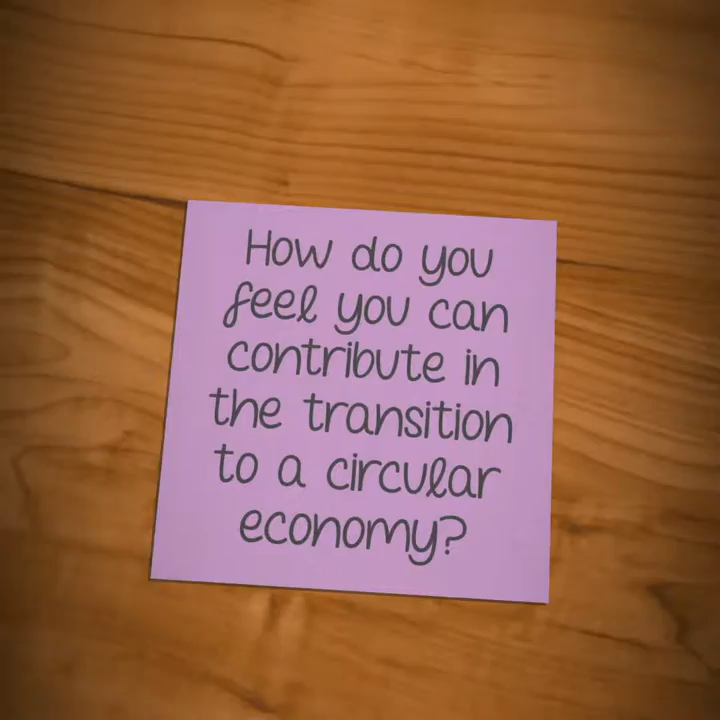 How do you
feel you can
contribute in
the transition
to a circular
economy?